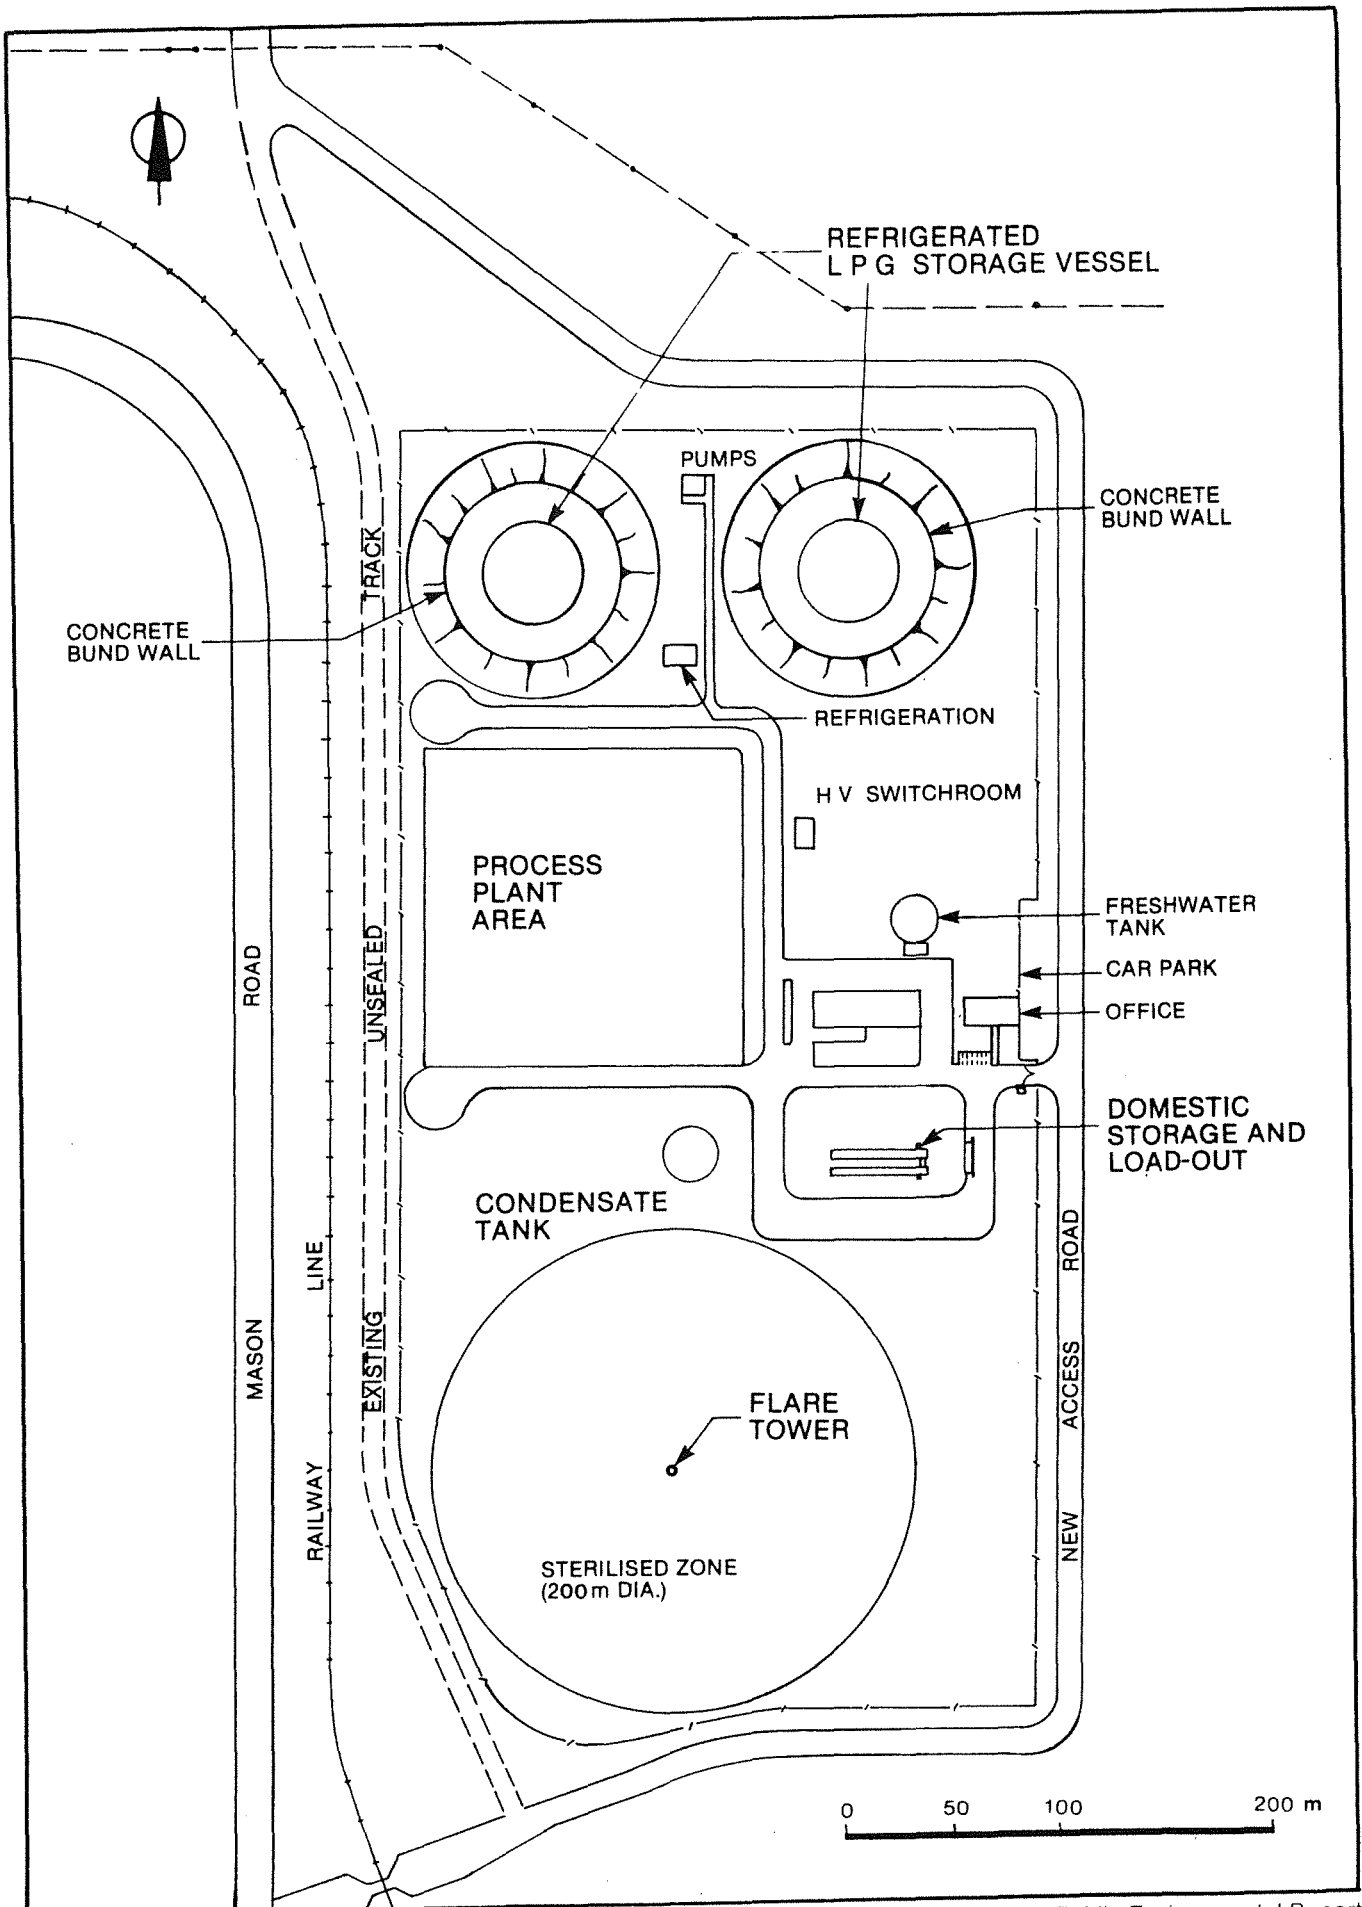 REFRIGERATED
L P G STORAGE VESSEL
PUMPS
CONCRETE
BUND WALL
TRACK
CONCRETE
BUND WALL
REFRIGERATION
H V SWITCHROOM
PROCESS
PLANT
AREA
FRESHWATER
TANK
CAR PARK
OFFICE
ROAD
UNSEALED
DOMESTIC
STORAGE AND
LOAD-OUT
CONDENSATE
TANK
LINE
ROAD
MASON
EXISTING
ACCESS
FLARE
TOWER
RAILWAY
NEW
STERILISED ZONE
(200m DIA.)
0 50 100 200 m